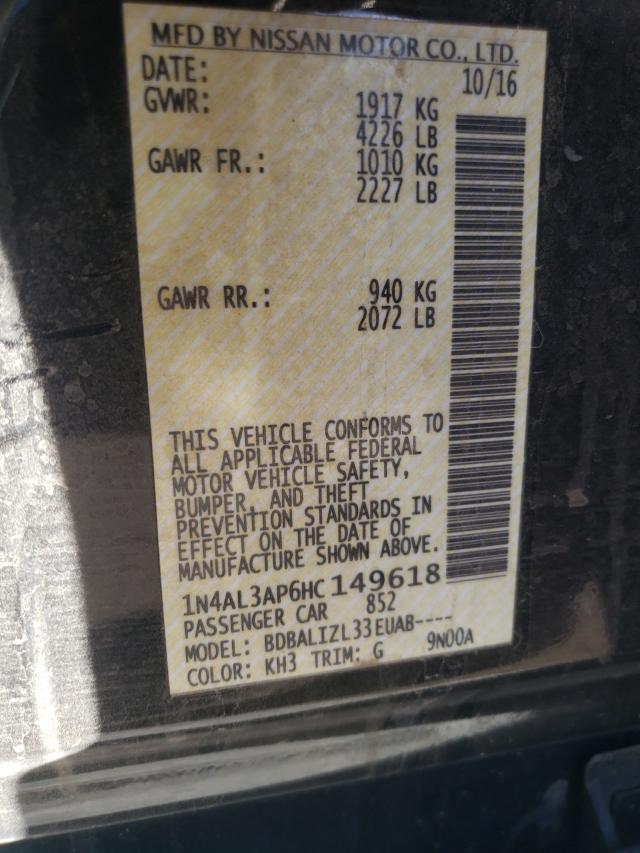 MFD BY NISSAN MOTOR CO., LTD.
DATE: 10/16
GVWR: 1917 KG
4226 LB
GAWR FR.: 1010 KG
2227 LB
GAWR RR.: 940 KG
2072 LB
THIS VEHICLE CONFORMS TO
ALL APPLICABLE FEDERAL
MOTOR VEHICLE SAFETY,
BUMPER, AND THEFT
PREVENTION STANDARDS IN
EFFECT ON THE DATE OF
MANUFACTURE SHOWN ABOVE.
1N4AL3AP6HC 149618
PASSENGER CAR 852
MODEL: BDBALIZL33EUAB----
COLOR: KH3 TRIM: G 9N00A